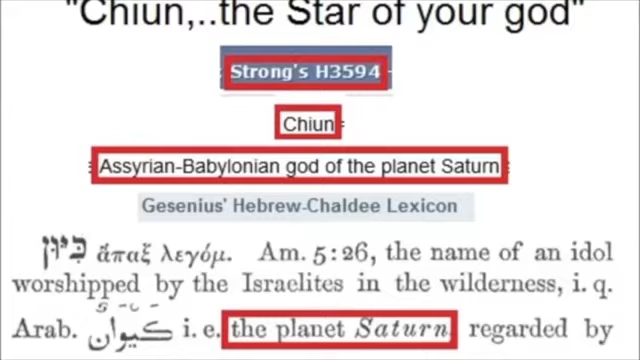 "Chiun,..the Star of your god"
Strong's H3594
Chiun
Assyrian-Babylonian god of the planet Saturn
Gesenius' Hebrew-Chaldee Lexicon
כִּיּוּן ἅπαξ λεγόμ. Am. 5:26, the name of an idol
worshipped by the Israelites in the wilderness, i. q.
Arab. كيوان i. e. the planet Saturn, regarded by